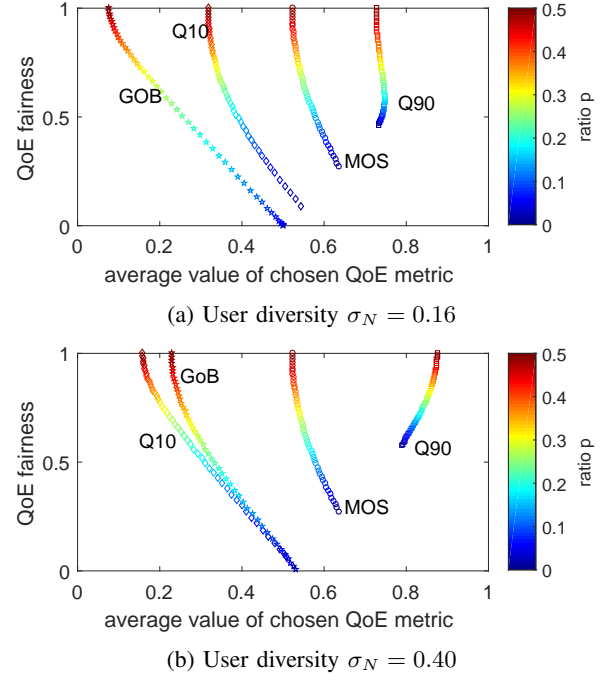 1
0.5
0
QoE fairness
GOB
Q10
MOS
Q90
0 0.2 0.4 0.6 0.8 1
average value of chosen QoE metric
0.5
0.4
0.3
0.2
0.1
0
ratio p
(a) User diversity σN = 0.16
1
0.5
0
QoE fairness
GoB
Q10
MOS
Q90
0 0.2 0.4 0.6 0.8 1
average value of chosen QoE metric
0.5
0.4
0.3
0.2
0.1
0
ratio p
(b) User diversity σN = 0.40